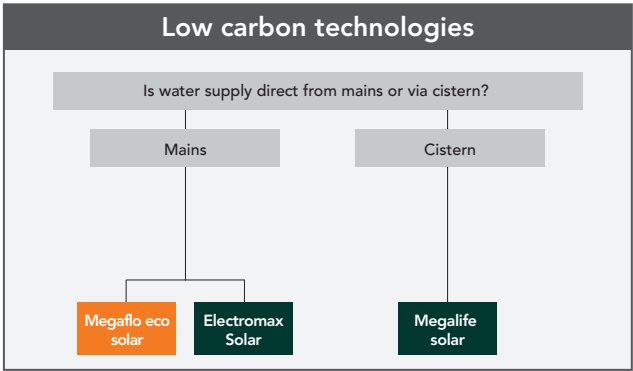 Low carbon technologies
Is water supply direct from mains or via cistern?
Mains
Cistern
Megaflo eco
solar
Electromax
Solar
Megalife
solar